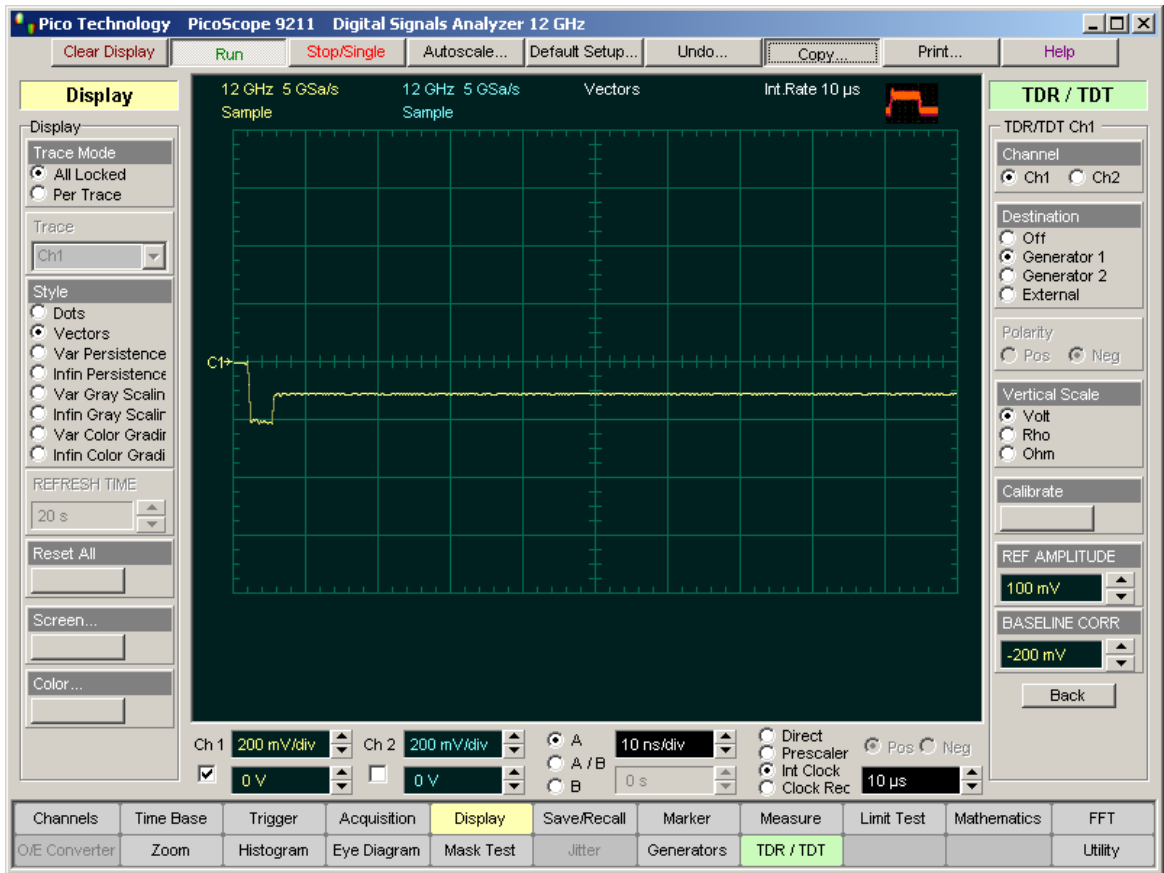 Pico Technology PicoScope 9211 Digital Signals Analyzer 12 GHz
Clear Display Run Stop/Single Autoscale... Default Setup... Undo... Copy... Print... Help
Display
Display
Trace Mode
All Locked
Per Trace
Trace
Ch1
Style
Dots
Vectors
Var Persistence
Infin Persistence
Var Gray Scalin
Infin Gray Scalir
Var Color Gradir
Infin Color Gradi
REFRESH TIME
20 s
Reset All
Screen...
Color...
12 GHz 5 GSa/s 12 GHz 5 GSa/s Vectors Int.Rate 10 µs
Sample Sample
C1
TDR / TDT
TDR/TDT Ch1
Channel
Ch1 Ch2
Destination
Off
Generator 1
Generator 2
External
Polarity
Pos Neg
Vertical Scale
Volt
Rho
Ohm
Calibrate
REF AMPLITUDE
100 mV
BASELINE CORR
-200 mV
Back
Ch 1 200 mV/div Ch 2 200 mV/div A 10 ns/div Direct Pos Neg
A / B Prescaler
0 V 0 V B 0 s Int Clock 10 µs
Clock Rec
Channels Time Base Trigger Acquisition Display Save/Recall Marker Measure Limit Test Mathematics FFT
O/E Converter Zoom Histogram Eye Diagram Mask Test Jitter Generators TDR / TDT Utility